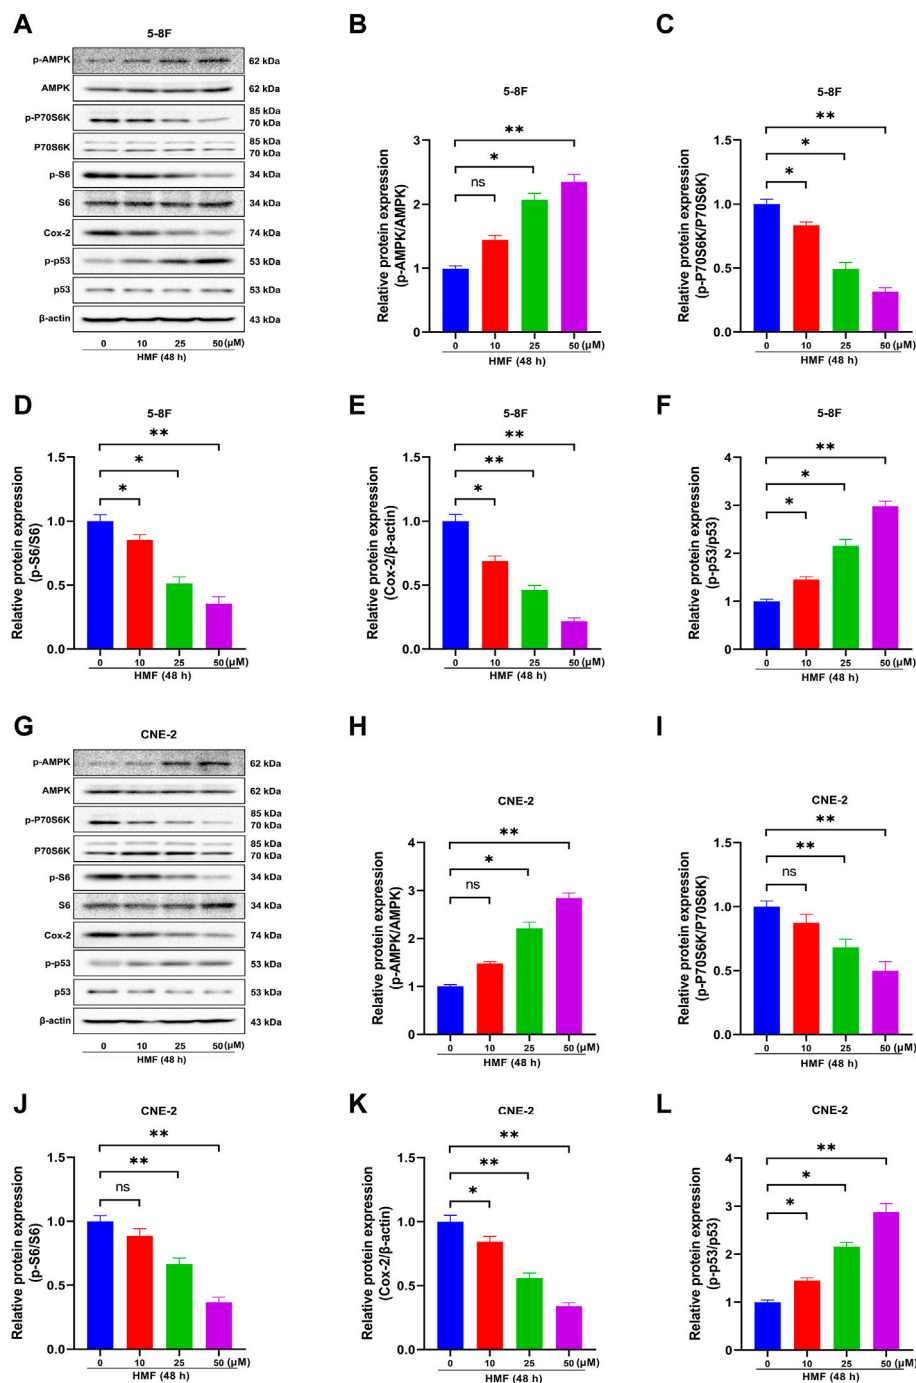 A
5-8F
p-AMPK 62 kDa
AMPK 62 kDa
p-P70S6K 85 kDa
70 kDa
P70S6K 85 kDa
70 kDa
p-S6 34 kDa
S6 34 kDa
Cox-2 74 kDa
p-p53 53 kDa
p53 53 kDa
β-actin 43 kDa
0 10 25 50 (μM)
HMF (48 h)
B
5-8F
Relative protein expression
(p-AMPK/AMPK)
3
2
1
0
ns
*
**
0 10 25 50 (μM)
HMF (48 h)
C
5-8F
Relative protein expression
(p-P70S6K/P70S6K)
1.5
1.0
0.5
0.0
*
*
**
0 10 25 50 (μM)
HMF (48 h)
D
5-8F
Relative protein expression
(p-S6/S6)
1.5
1.0
0.5
0.0
*
*
**
0 10 25 50 (μM)
HMF (48 h)
E
5-8F
Relative protein expression
(Cox-2/β-actin)
1.5
1.0
0.5
0.0
*
**
**
0 10 25 50 (μM)
HMF (48 h)
F
5-8F
Relative protein expression
(p-p53/p53)
4
3
2
1
0
*
*
**
0 10 25 50 (μM)
HMF (48 h)
G
CNE-2
p-AMPK 62 kDa
AMPK 62 kDa
p-P70S6K 85 kDa
70 kDa
P70S6K 85 kDa
70 kDa
p-S6 34 kDa
S6 34 kDa
Cox-2 74 kDa
p-p53 53 kDa
p53 53 kDa
β-actin 43 kDa
0 10 25 50 (μM)
HMF (48 h)
H
CNE-2
Relative protein expression
(p-AMPK/AMPK)
4
3
2
1
0
ns
*
**
0 10 25 50 (μM)
HMF (48 h)
I
CNE-2
Relative protein expression
(p-P70S6K/P70S6K)
1.5
1.0
0.5
0.0
ns
**
**
0 10 25 50 (μM)
HMF (48 h)
J
CNE-2
Relative protein expression
(p-S6/S6)
1.5
1.0
0.5
0.0
ns
**
**
0 10 25 50 (μM)
HMF (48 h)
K
CNE-2
Relative protein expression
(Cox-2/β-actin)
1.5
1.0
0.5
0.0
*
**
**
0 10 25 50 (μM)
HMF (48 h)
L
CNE-2
Relative protein expression
(p-p53/p53)
4
3
2
1
0
*
*
**
0 10 25 50 (μM)
HMF (48 h)